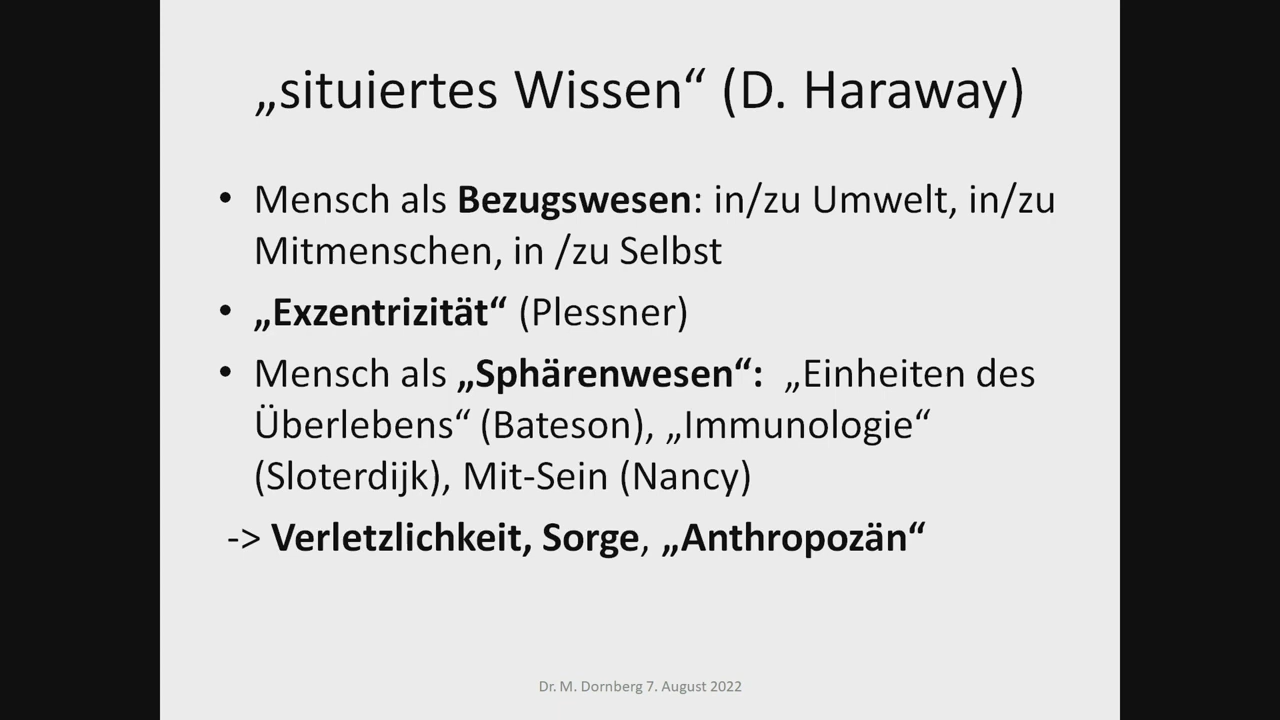 „situiertes Wissen“ (D. Haraway)
• Mensch als Bezugswesen: in/zu Umwelt, in/zu
Mitmenschen, in /zu Selbst
• „Exzentrizität“ (Plessner)
• Mensch als „Sphärenwesen“: „Einheiten des
Überlebens“ (Bateson), „Immunologie“
(Sloterdijk), Mit-Sein (Nancy)
-> Verletzlichkeit, Sorge, „Anthropozän“
Dr. M. Dornberg 7. August 2022